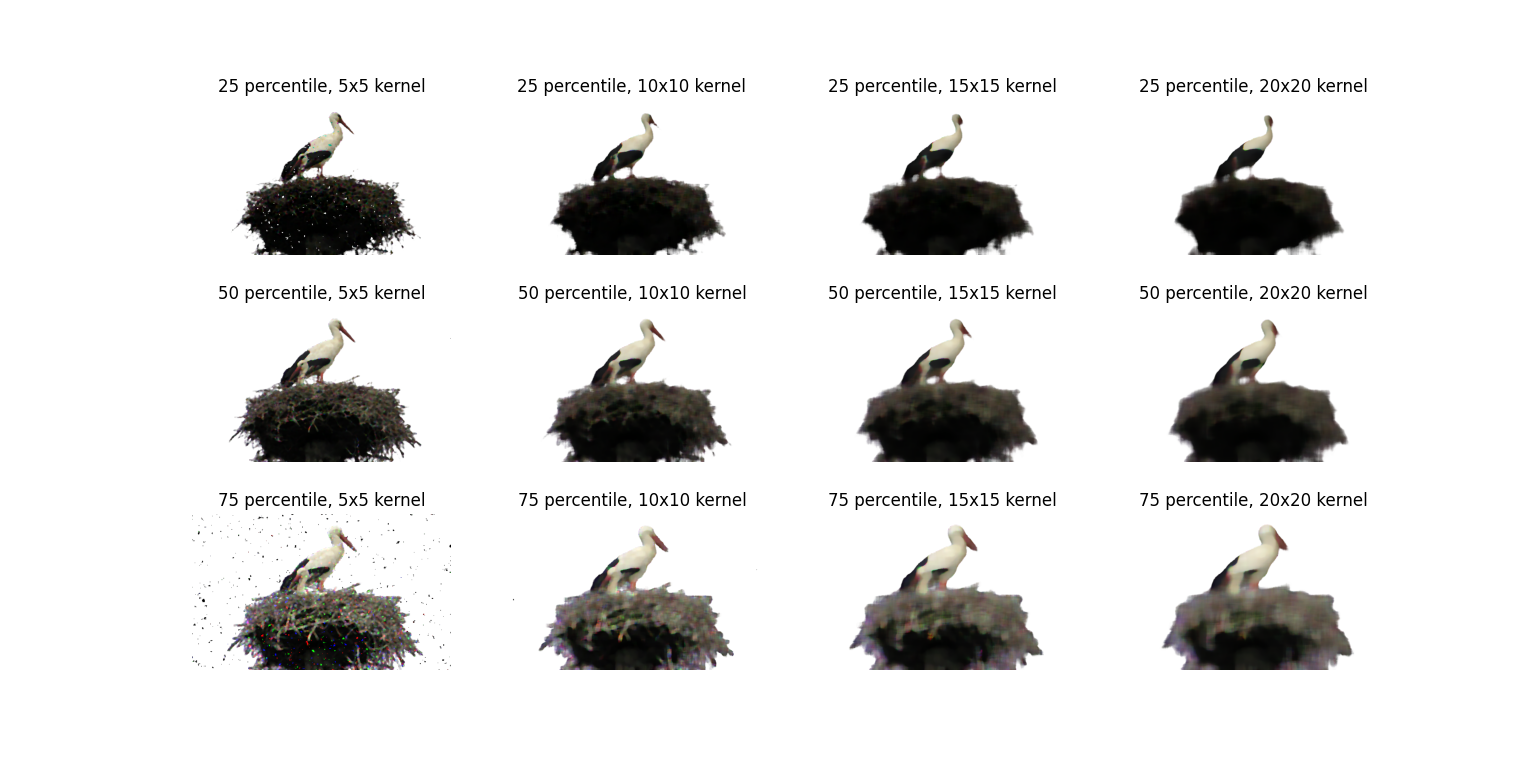 25 percentile, 5x5 kernel
25 percentile, 10x10 kernel
25 percentile, 15x15 kernel
25 percentile, 20x20 kernel
50 percentile, 5x5 kernel
50 percentile, 10x10 kernel
50 percentile, 15x15 kernel
50 percentile, 20x20 kernel
75 percentile, 5x5 kernel
75 percentile, 10x10 kernel
75 percentile, 15x15 kernel
75 percentile, 20x20 kernel